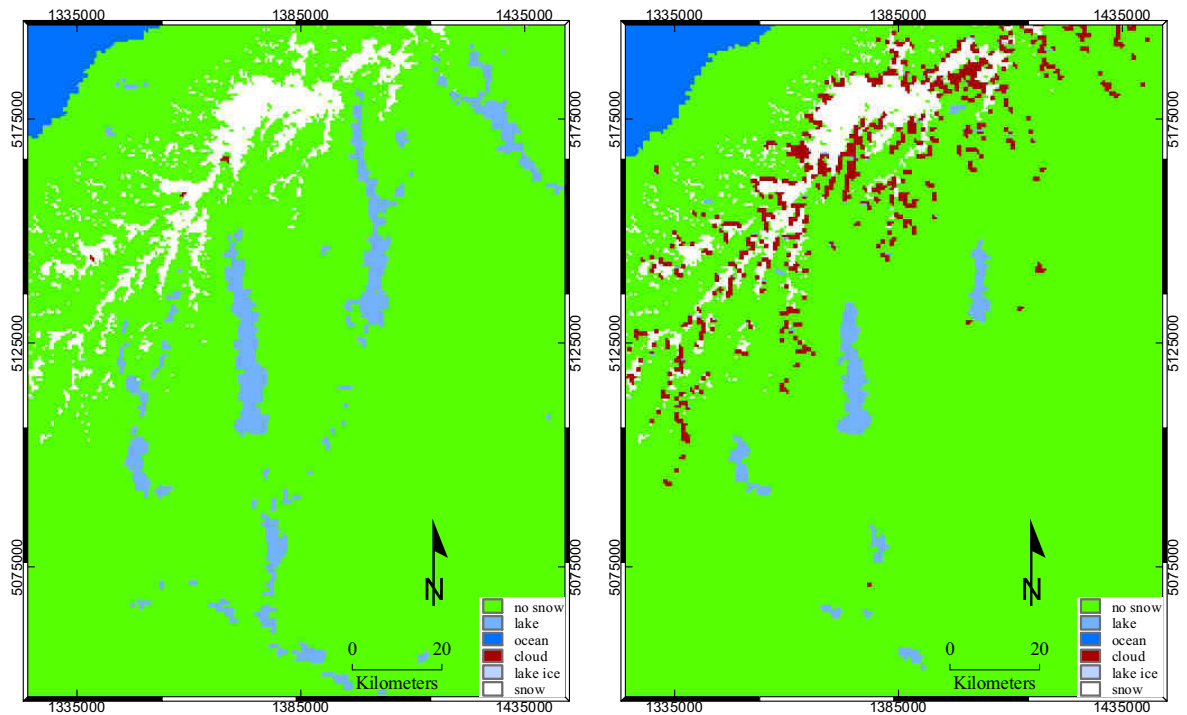 1335000 1385000 1435000 1335000 1385000 1435000
5175000 5175000 5175000 5175000
5125000 5125000 5125000 5125000
5075000 5075000 5075000 5075000
N N
no snow no snow
lake lake
ocean ocean
0 20 cloud 0 20 cloud
lake ice lake ice
Kilometers snow Kilometers snow
1335000 1385000 1435000 1335000 1385000 1435000